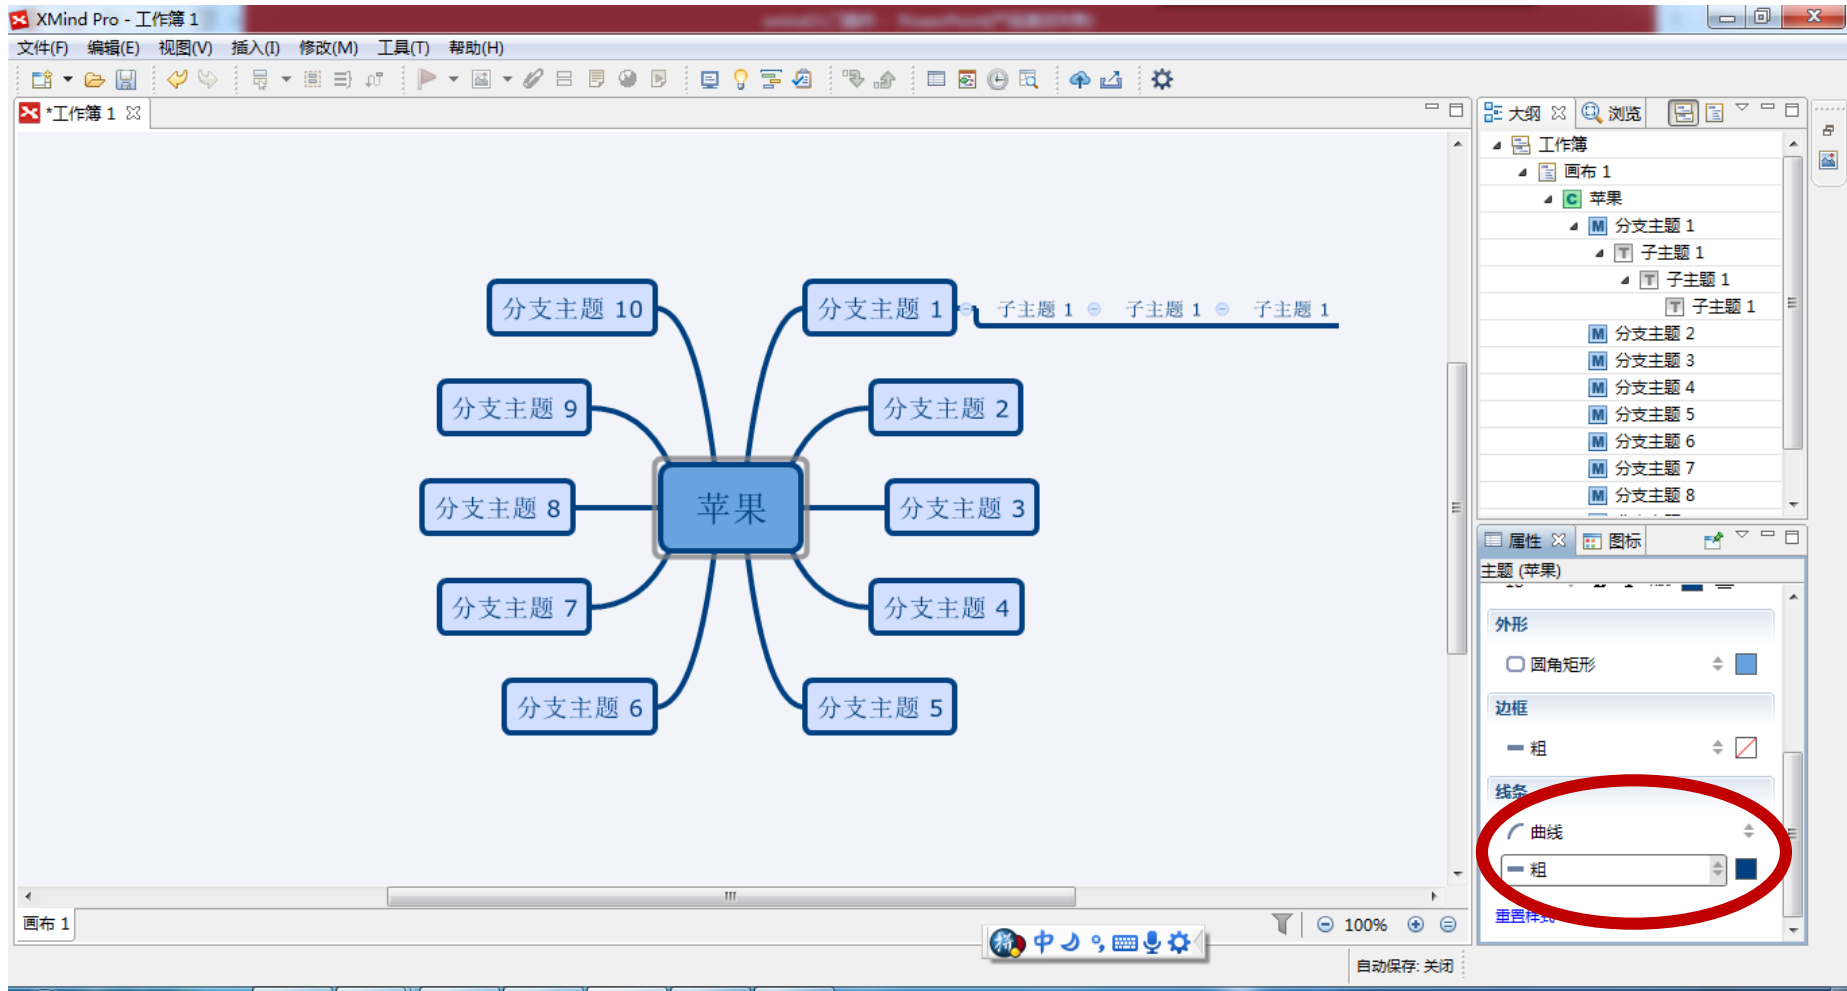 XMind Pro - 工作簿 1
文件(F) 编辑(E) 视图(V) 插入(I) 修改(M) 工具(T) 帮助(H)
*工作簿 1
大纲 浏览
工作簿
画布 1
C 苹果
M 分支主题 1
T 子主题 1
T 子主题 1
T 子主题 1
M 分支主题 2
M 分支主题 3
M 分支主题 4
M 分支主题 5
M 分支主题 6
M 分支主题 7
M 分支主题 8
分支主题 10 分支主题 1 子主题 1 子主题 1 子主题 1
分支主题 9 分支主题 2
分支主题 8 苹果 分支主题 3
分支主题 7 分支主题 4
分支主题 6 分支主题 5
属性 图标
主题 (苹果)
外形
圆角矩形
边框
粗
线条
曲线
粗
重置样式
画布 1
100%
拼 中
自动保存: 关闭